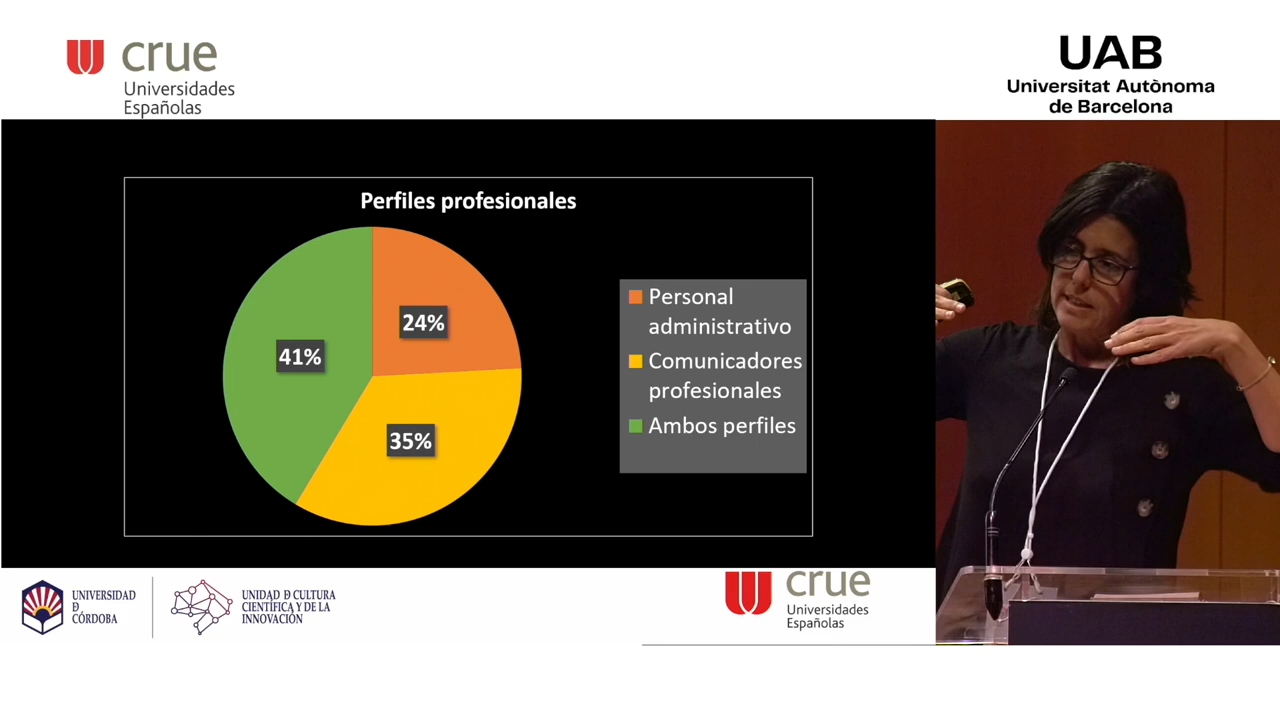 crue
Universidades
Españolas
UAB
Universitat Autònoma
de Barcelona
Perfiles profesionales
24%
41%
35%
Personal
administrativo
Comunicadores
profesionales
Ambos perfiles
UNIVERSIDAD
Đ
CÓRDOBA
UNIDAD Đ CULTURA
CIENTÍFICA Y DE LA
INNOVACIÓN
crue
Universidades
Españolas